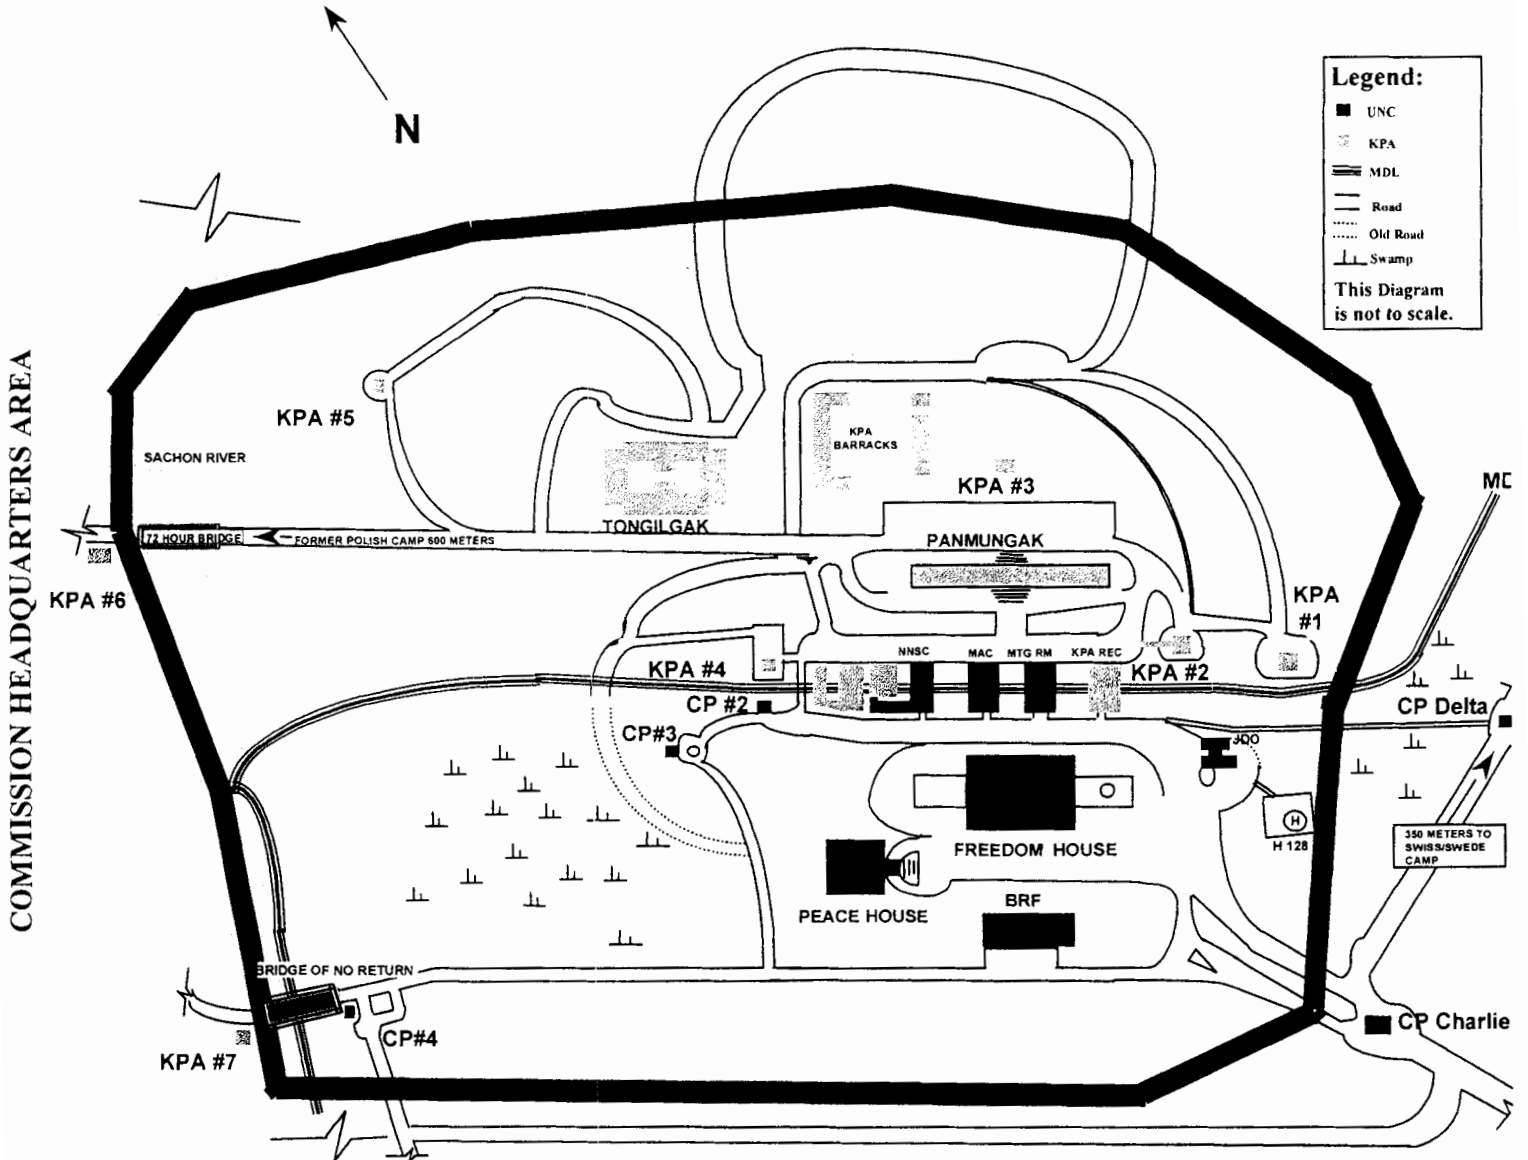 COMMISSION HEADQUARTERS AREA
N
Legend:
UNC
KPA
MDL
Road
Old Road
Swamp
This Diagram
is not to scale.
KPA #5
KPA
BARRACKS
SACHON RIVER
KPA #3
MD
TONGILGAK
72 HOUR BRIDGE
FORMER POLISH CAMP 600 METERS
PANMUNGAK
KPA #6
KPA
#1
NNSC
MAC
MTG RM
KPA REC
KPA #4
KPA #2
CP #2
CP Delta
CP#3
JDO
350 METERS TO
SWISS/SWEDE
CAMP
H
H 128
FREEDOM HOUSE
PEACE HOUSE
BRF
BRIDGE OF NO RETURN
CP#4
CP Charlie
KPA #7